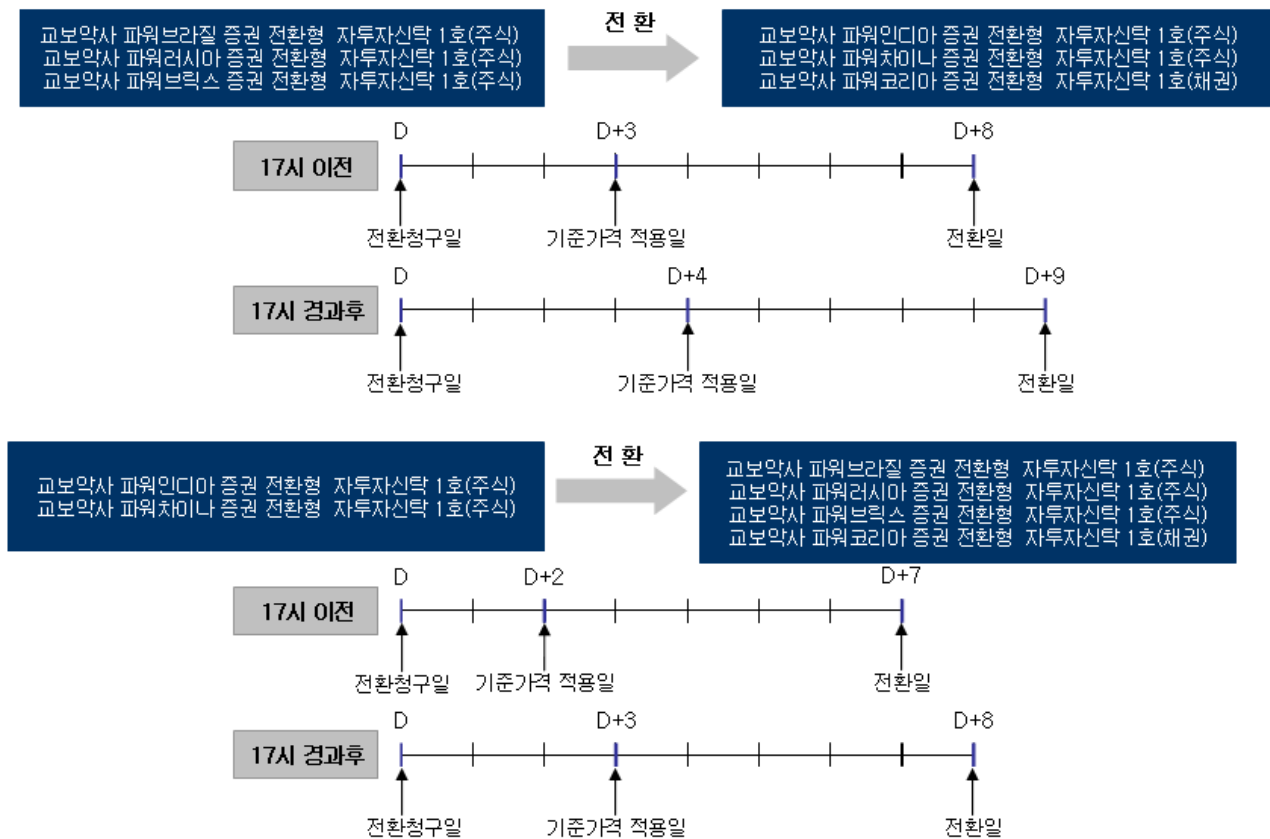 전 환
교보악사 파워브라질 증권 전환형 자투자신탁 1호(주식)
교보악사 파워러시아 증권 전환형 자투자신탁 1호(주식)
교보악사 파워브릭스 증권 전환형 자투자신탁 1호(주식)
교보악사 파워인디아 증권 전환형 자투자신탁 1호(주식)
교보악사 파워차이나 증권 전환형 자투자신탁 1호(주식)
교보악사 파워코리아 증권 전환형 자투자신탁 1호(채권)
D D+3 D+8
17시 이전
전환청구일 기준가격 적용일 전환일
D D+4 D+9
17시 경과후
전환청구일 기준가격 적용일 전환일
전 환
교보악사 파워인디아 증권 전환형 자투자신탁 1호(주식)
교보악사 파워차이나 증권 전환형 자투자신탁 1호(주식)
교보악사 파워브라질 증권 전환형 자투자신탁 1호(주식)
교보악사 파워러시아 증권 전환형 자투자신탁 1호(주식)
교보악사 파워브릭스 증권 전환형 자투자신탁 1호(주식)
교보악사 파워코리아 증권 전환형 자투자신탁 1호(채권)
D D+2 D+7
17시 이전
전환청구일 기준가격 적용일 전환일
D D+3 D+8
17시 경과후
전환청구일 기준가격 적용일 전환일